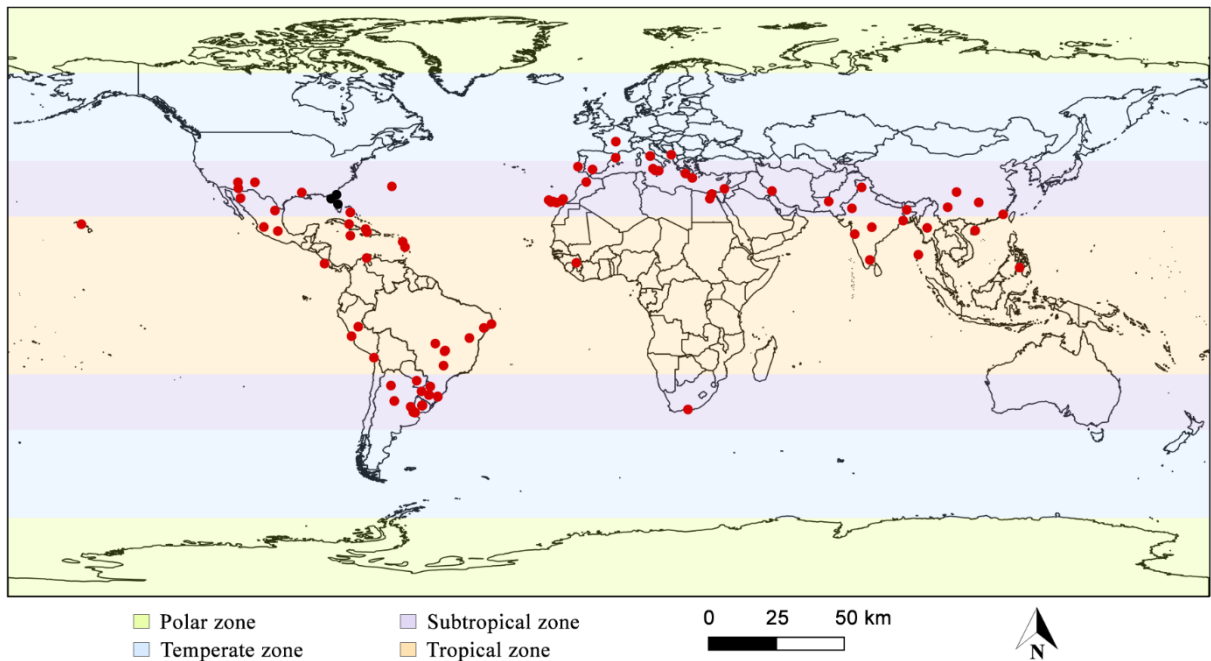 Polar zone
Temperate zone
Subtropical zone
Tropical zone
0 25 50 km
N